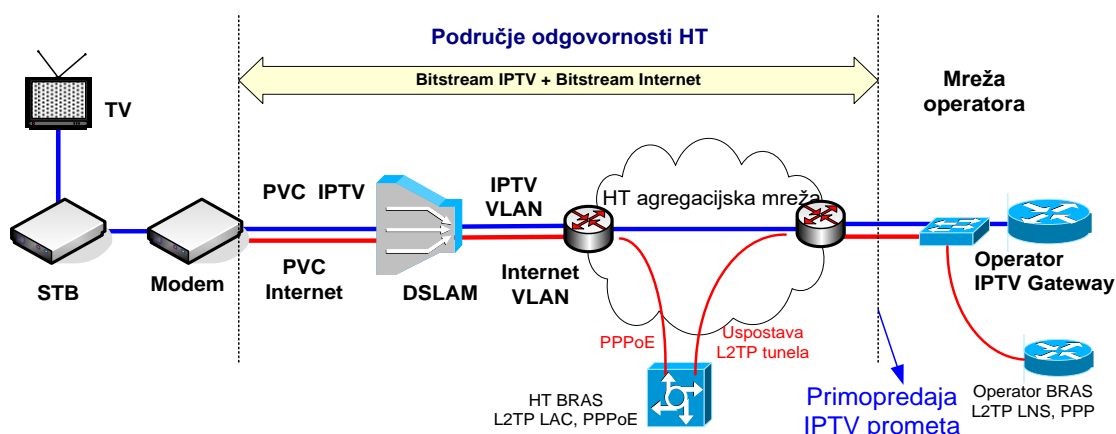 Područje odgovornosti HT
Bitstream IPTV + Bitstream Internet
Mreža
operatora
TV
PVC IPTV
IPTV
VLAN
HT agregacijska mreža
STB
Modem
PVC
Internet
DSLAM
Internet
VLAN
Operator
IPTV Gateway
PPPoE
Uspostava
L2TP tunela
HT BRAS
L2TP LAC, PPPoE
Primopredaja
IPTV prometa
Operator BRAS
L2TP LNS, PPP